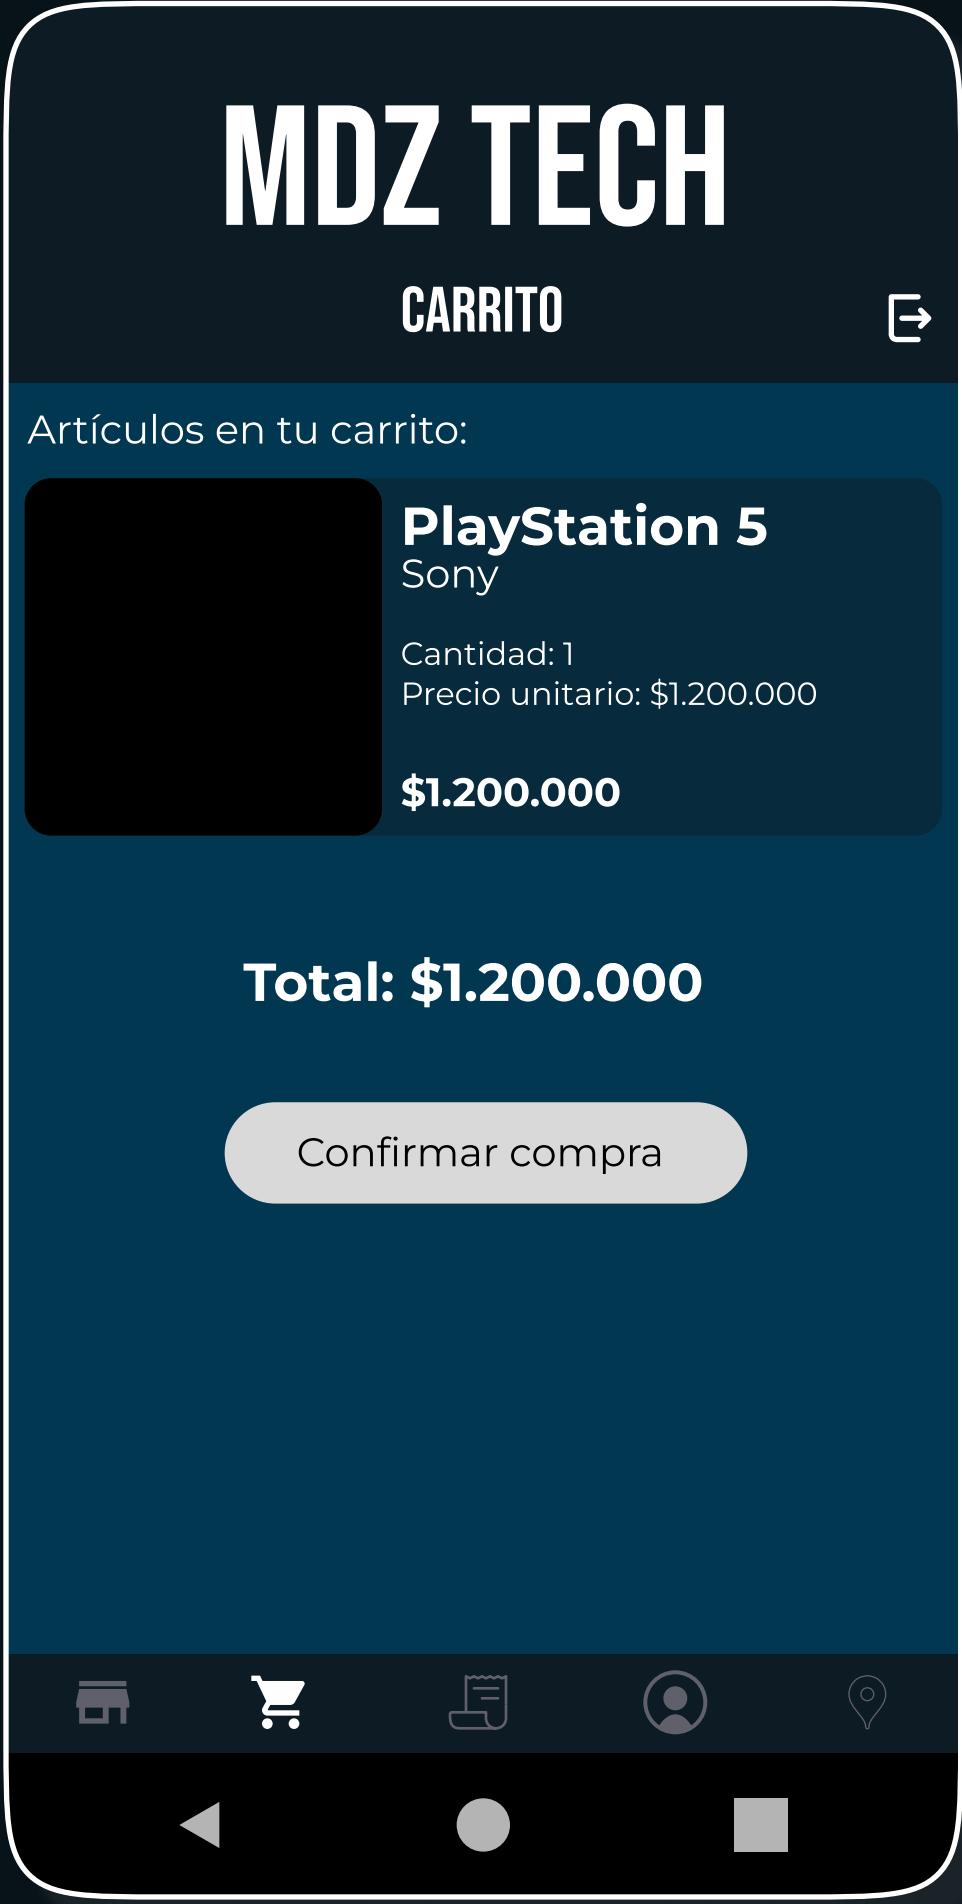 MDZ TECH
CARRITO
Artículos en tu carrito:
PlayStation 5
Sony
Cantidad: 1
Precio unitario: $1.200.000
$1.200.000
Total: $1.200.000
Confirmar compra